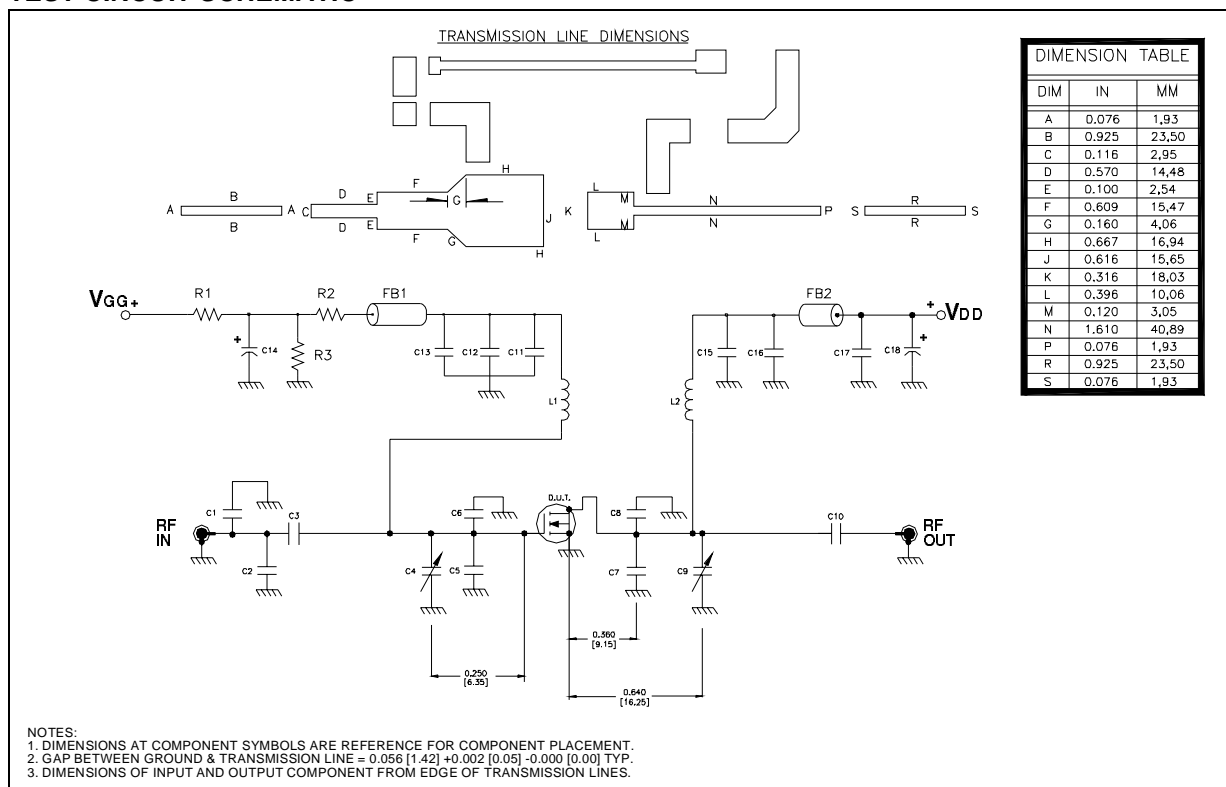 TRANSMISSION LINE DIMENSIONS
H
F
L
B
D
E
G
M
N
R
A
A
C
J
K
P
S
S
B
D
E
F
G
H
L
M
N
R
DIMENSION TABLE
DIM IN MM
A 0.076 1,93
B 0.925 23,50
C 0.116 2,95
D 0.570 14,48
E 0.100 2,54
F 0.609 15,47
G 0.160 4,06
H 0.667 16,94
J 0.616 15,65
K 0.316 18,03
L 0.396 10,06
M 0.120 3,05
N 1.610 40,89
P 0.076 1,93
R 0.925 23,50
S 0.076 1,93
VGG+
R1
R2
FB1
FB2
+
VDD
+
C14
R3
C13
C12
C11
C15
C16
C17
C18
+
L1
L2
D.U.T.
RF
IN
C1
C3
C6
C8
C10
RF
OUT
C2
C4
C5
C7
C9
0.360
[9.15]
0.250
[6.35]
0.640
[16.25]
NOTES:
1. DIMENSIONS AT COMPONENT SYMBOLS ARE REFERENCE FOR COMPONENT PLACEMENT.
2. GAP BETWEEN GROUND & TRANSMISSION LINE = 0.056 [1.42] +0.002 [0.05] -0.000 [0.00] TYP.
3. DIMENSIONS OF INPUT AND OUTPUT COMPONENT FROM EDGE OF TRANSMISSION LINES.